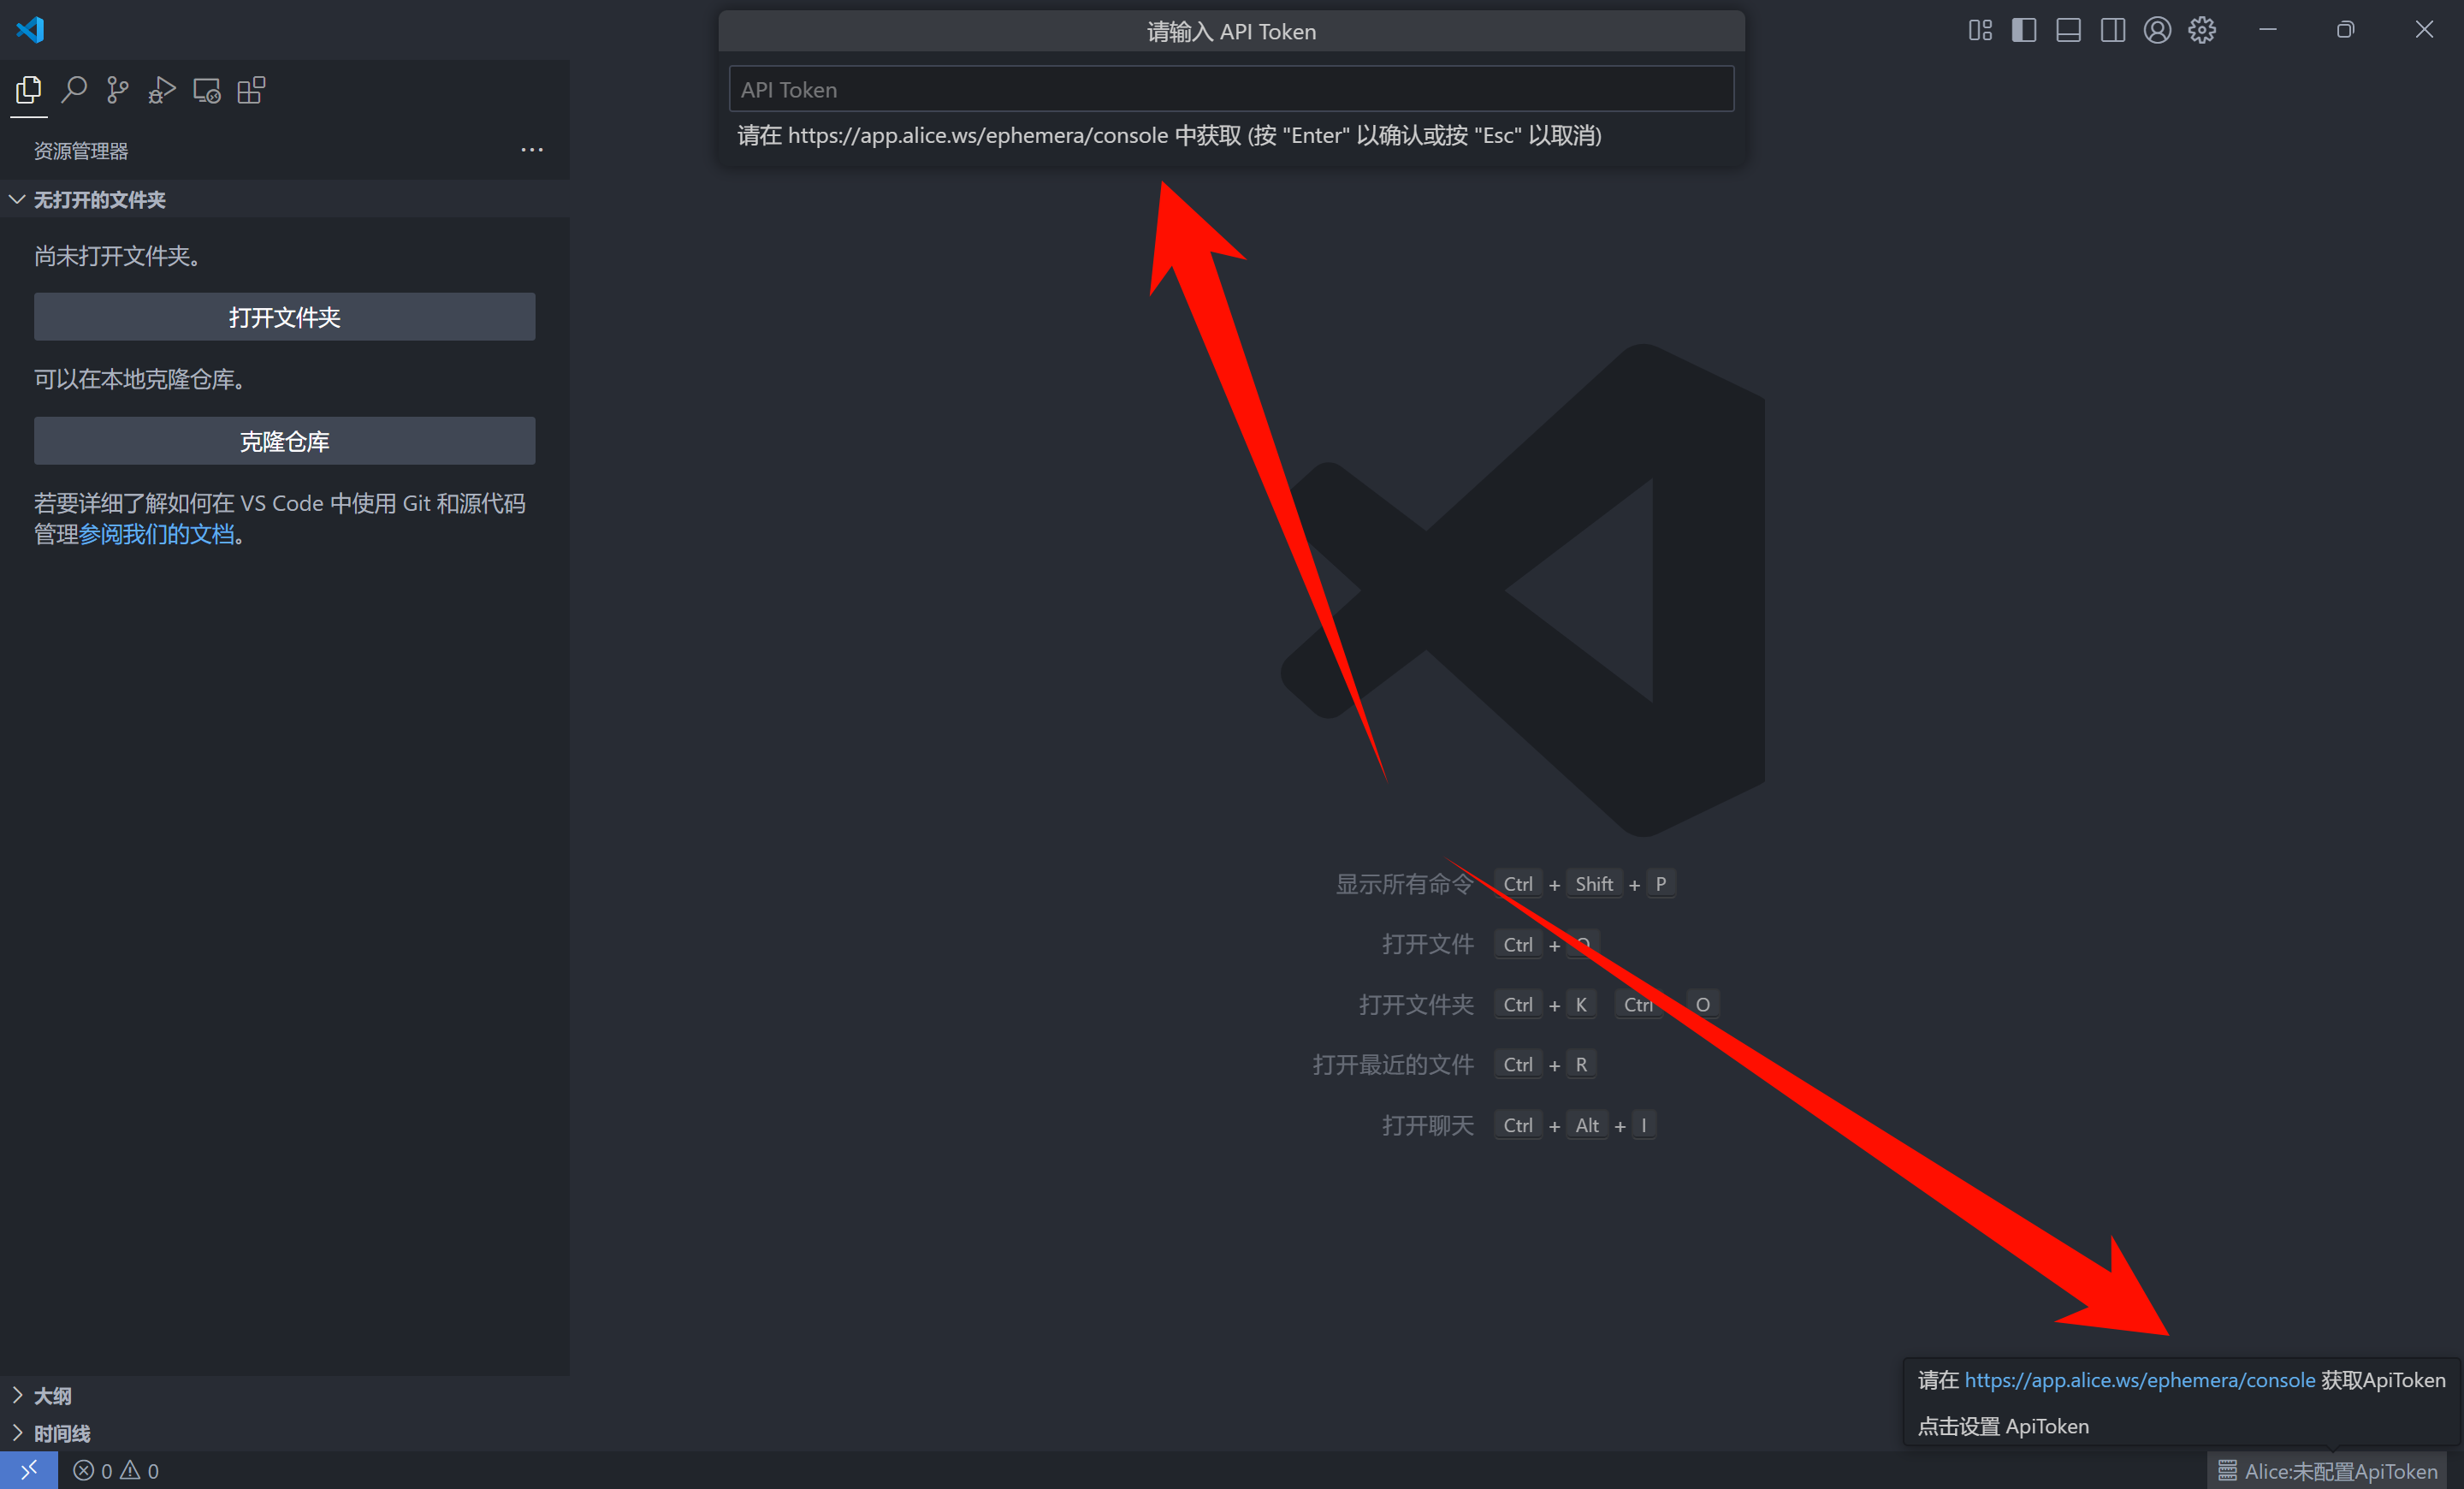 请输入 API Token
API Token
请在 https://app.alice.ws/ephemera/console 中获取 (按 "Enter" 以确认或按 "Esc" 以取消)
资源管理器
无打开的文件夹
尚未打开文件夹。
打开文件夹
可以在本地克隆仓库。
克隆仓库
若要详细了解如何在 VS Code 中使用 Git 和源代码
管理参阅我们的文档。
显示所有命令 Ctrl + Shift + P
打开文件 Ctrl + O
打开文件夹 Ctrl + K Ctrl O
打开最近的文件 Ctrl + R
打开聊天 Ctrl + Alt + I
大纲
时间线
请在 https://app.alice.ws/ephemera/console 获取ApiToken
点击设置 ApiToken
0 0
Alice:未配置ApiToken